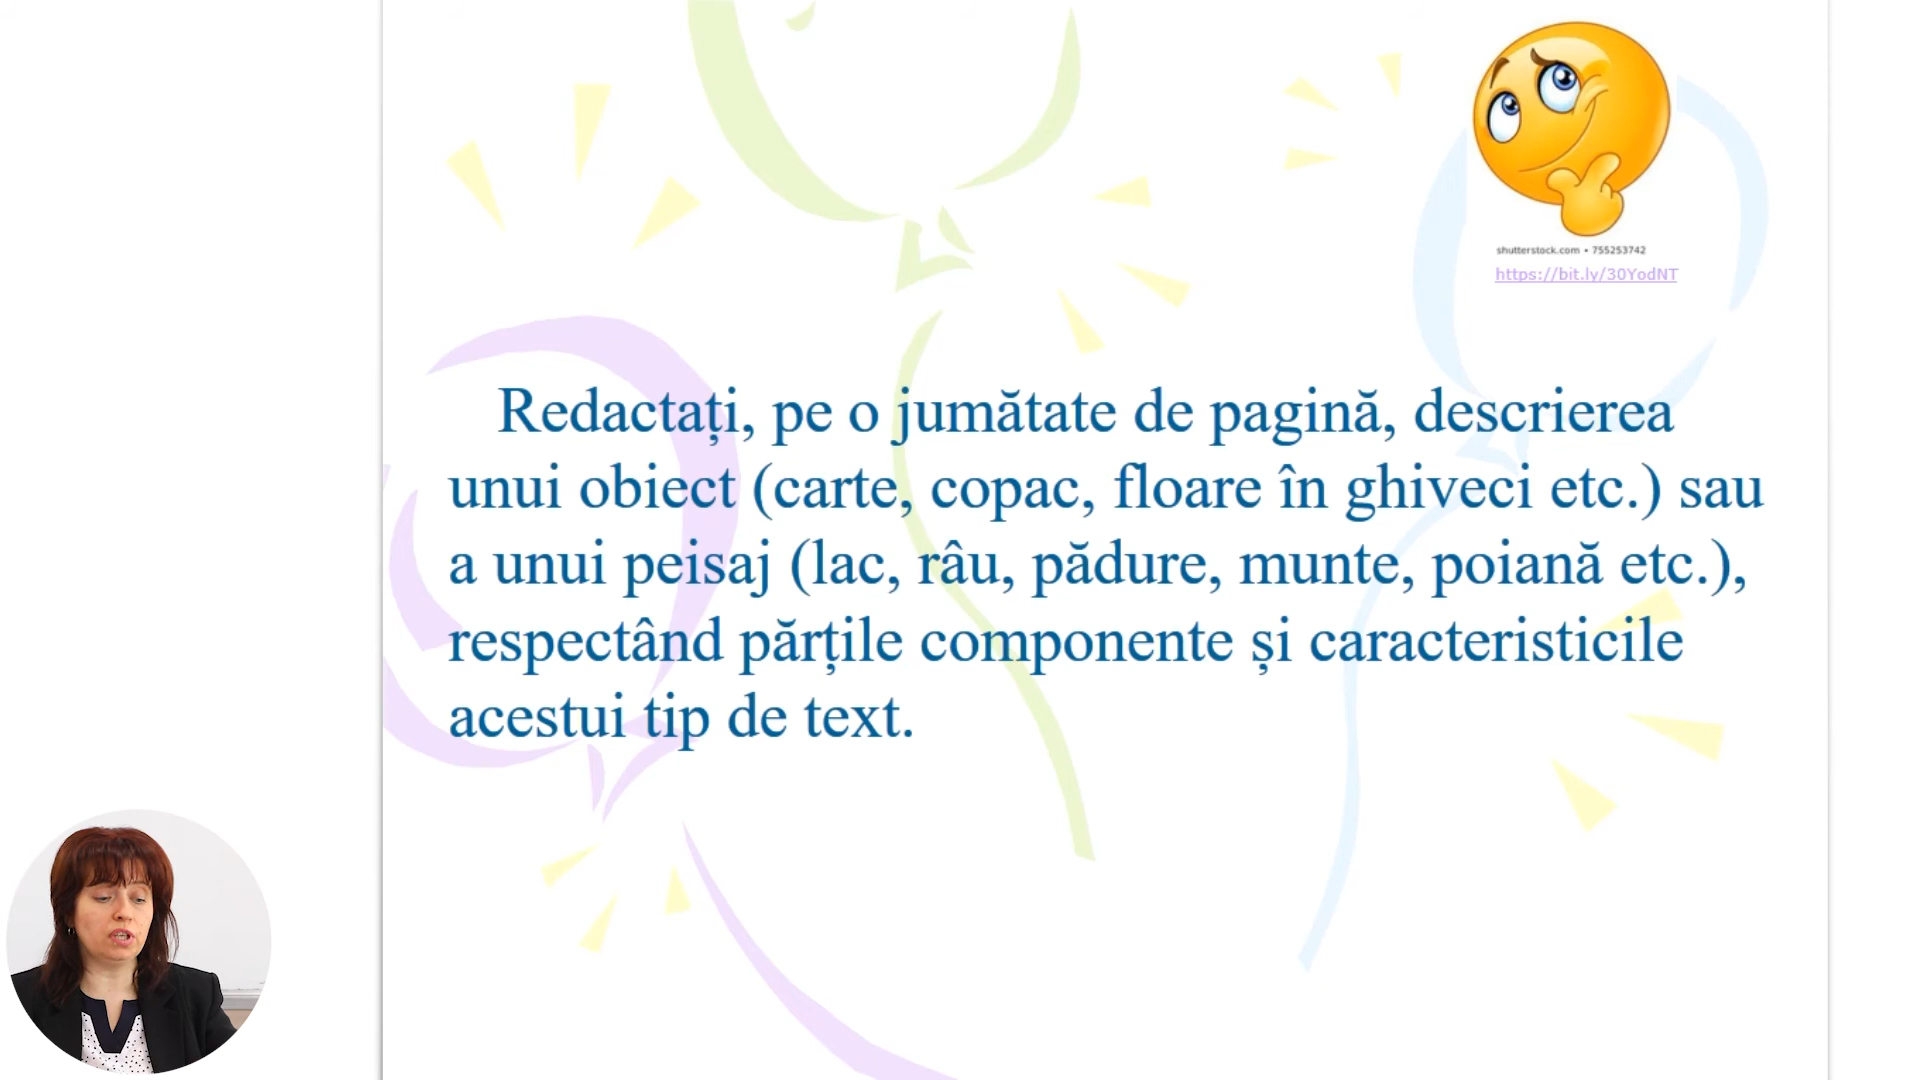 shutterstock.com • 755253742
https://bit.ly/30YodNT
Redactați, pe o jumătate de pagină, descrierea
unui obiect (carte, copac, floare în ghiveci etc.) sau
a unui peisaj (lac, râu, pădure, munte, poiană etc.),
respectând părțile componente și caracteristicile
acestui tip de text.